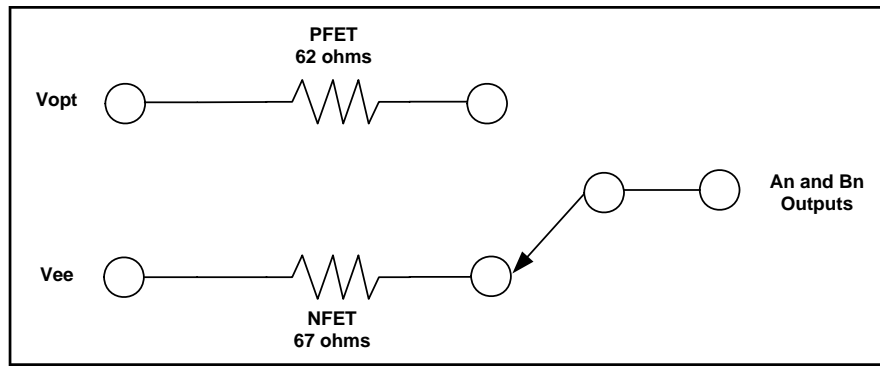 PFET
62 ohms
Vopt
An and Bn
Outputs
Vee
NFET
67 ohms